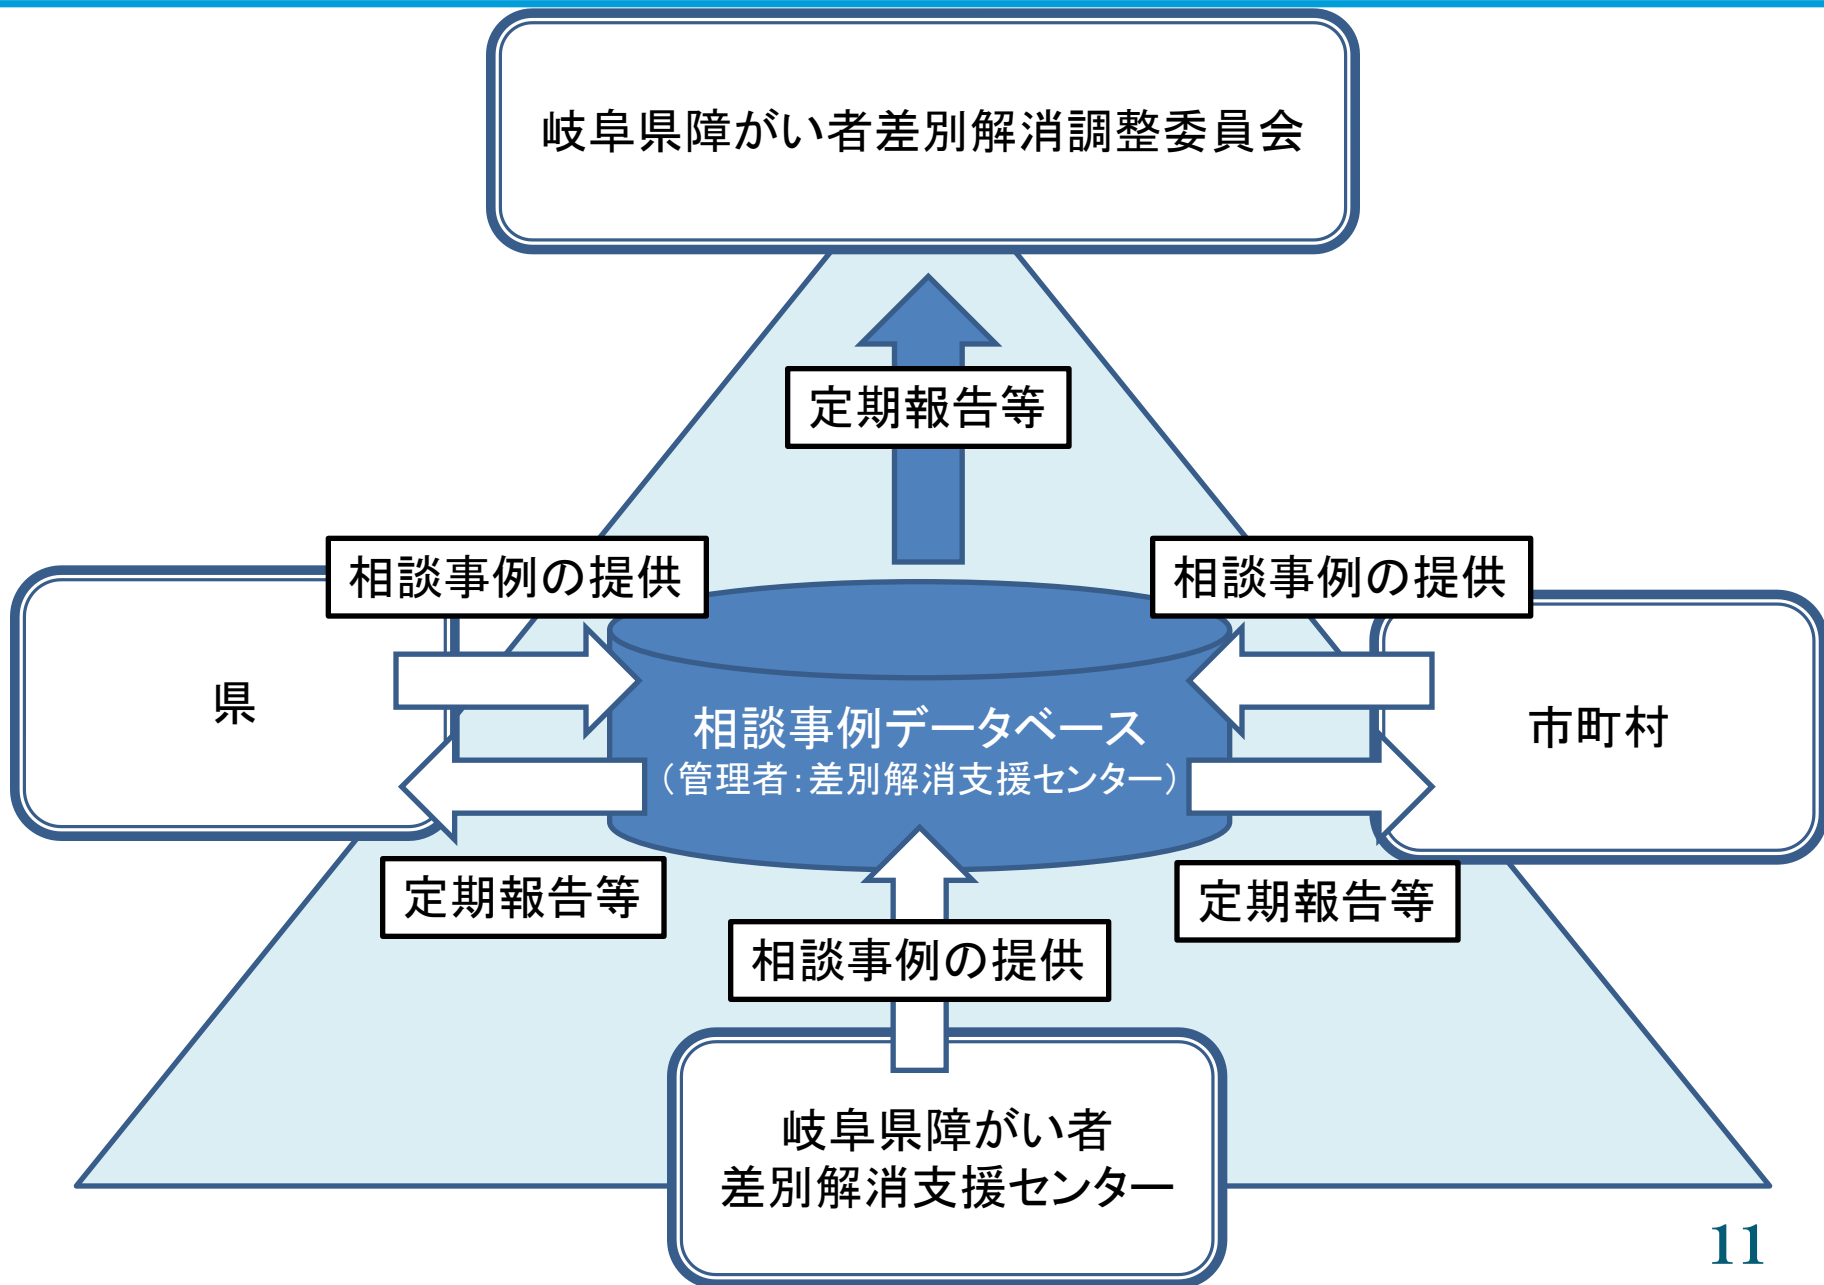 岐阜県障がい者差別解消調整委員会
定期報告等
相談事例の提供
相談事例の提供
県
相談事例データベース
（管理者：差別解消支援センター）
市町村
定期報告等
定期報告等
相談事例の提供
岐阜県障がい者
差別解消支援センター
11